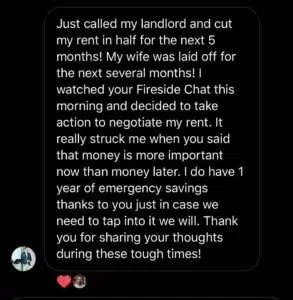 Just called my landlord and cut
my rent in half for the next 5
months! My wife was laid off for
the next several months! I
watched your Fireside Chat this
morning and decided to take
action to negotiate my rent. It
really struck me when you said
that money is more important
now than money later. I do have 1
year of emergency savings
thanks to you just in case we
need to tap into it we will. Thank
you for sharing your thoughts
during these tough times!